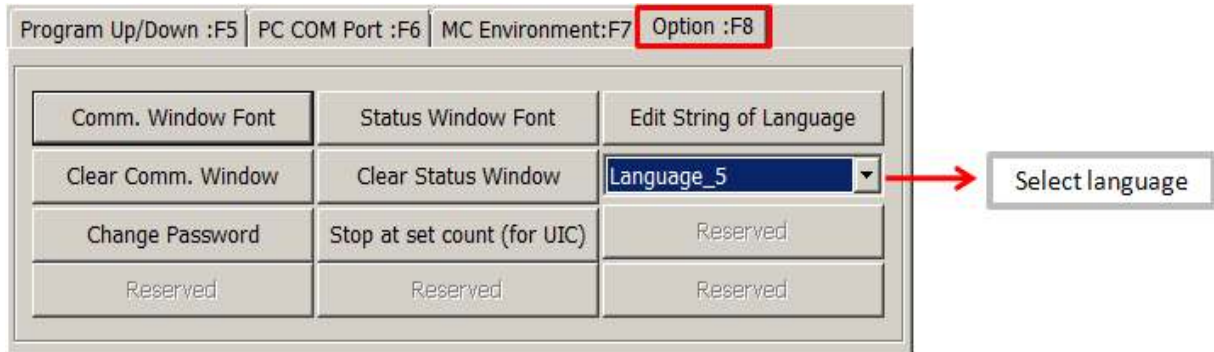 Program Up/Down :F5 PC COM Port :F6 MC Environment:F7 Option :F8
Comm. Window Font Status Window Font Edit String of Language
Clear Comm. Window Clear Status Window Language_5 Select language
Change Password Stop at set count (for UIC) Reserved
Reserved Reserved Reserved